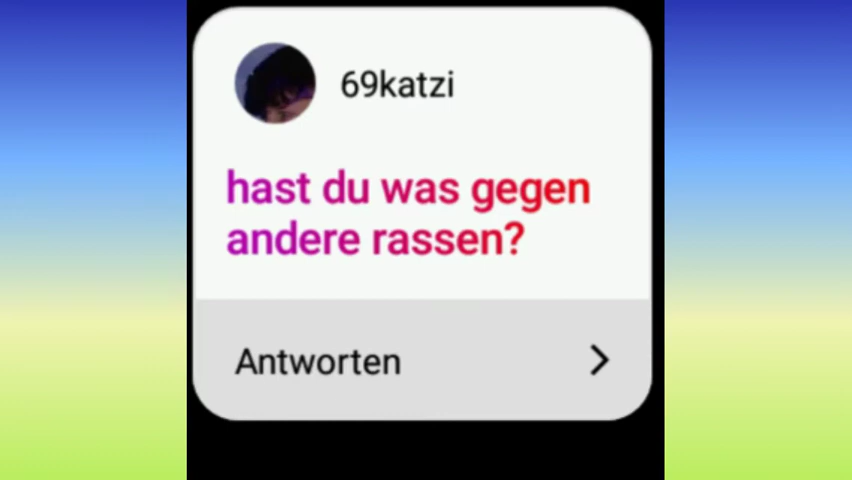 69katzi
hast du was gegen
andere rassen?
Antworten